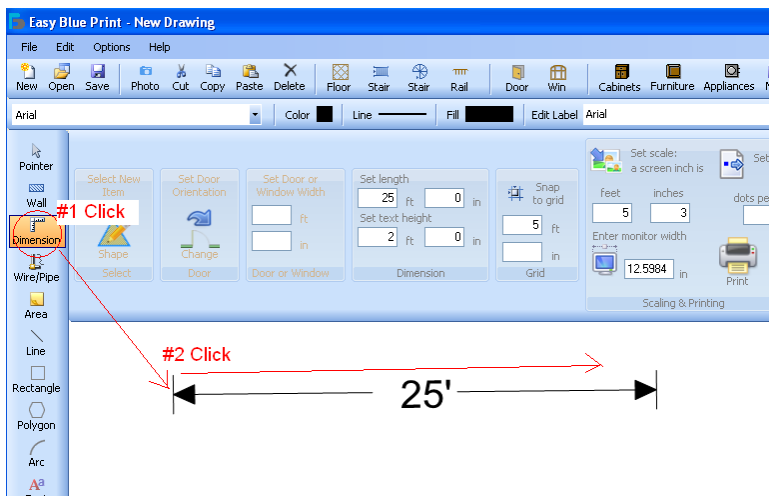 Easy Blue Print - New Drawing
File Edit Options Help
New Open Save Photo Cut Copy Paste Delete Floor Stair Stair Rail Door Win Cabinets Furniture Appliances
Arial Color Line Fill Edit Label Arial
Pointer
Wall
Dimension
Wire/Pipe
Area
Line
Rectangle
Polygon
Arc
Aa
#1 Click
Select New
Item
Shape
Select
Set Door
Orientation
Change
Door
Set Door or
Window Width
ft
in
Door or Window
Set length
25 ft 0 in
Set text height
2 ft 0 in
Dimension
Snap
to grid
5 ft
in
Grid
Set scale:
a screen inch is
feet inches
5 3
Enter monitor width
12.5984 in
Set
dots pe
Print
Scaling & Printing
#2 Click
25'